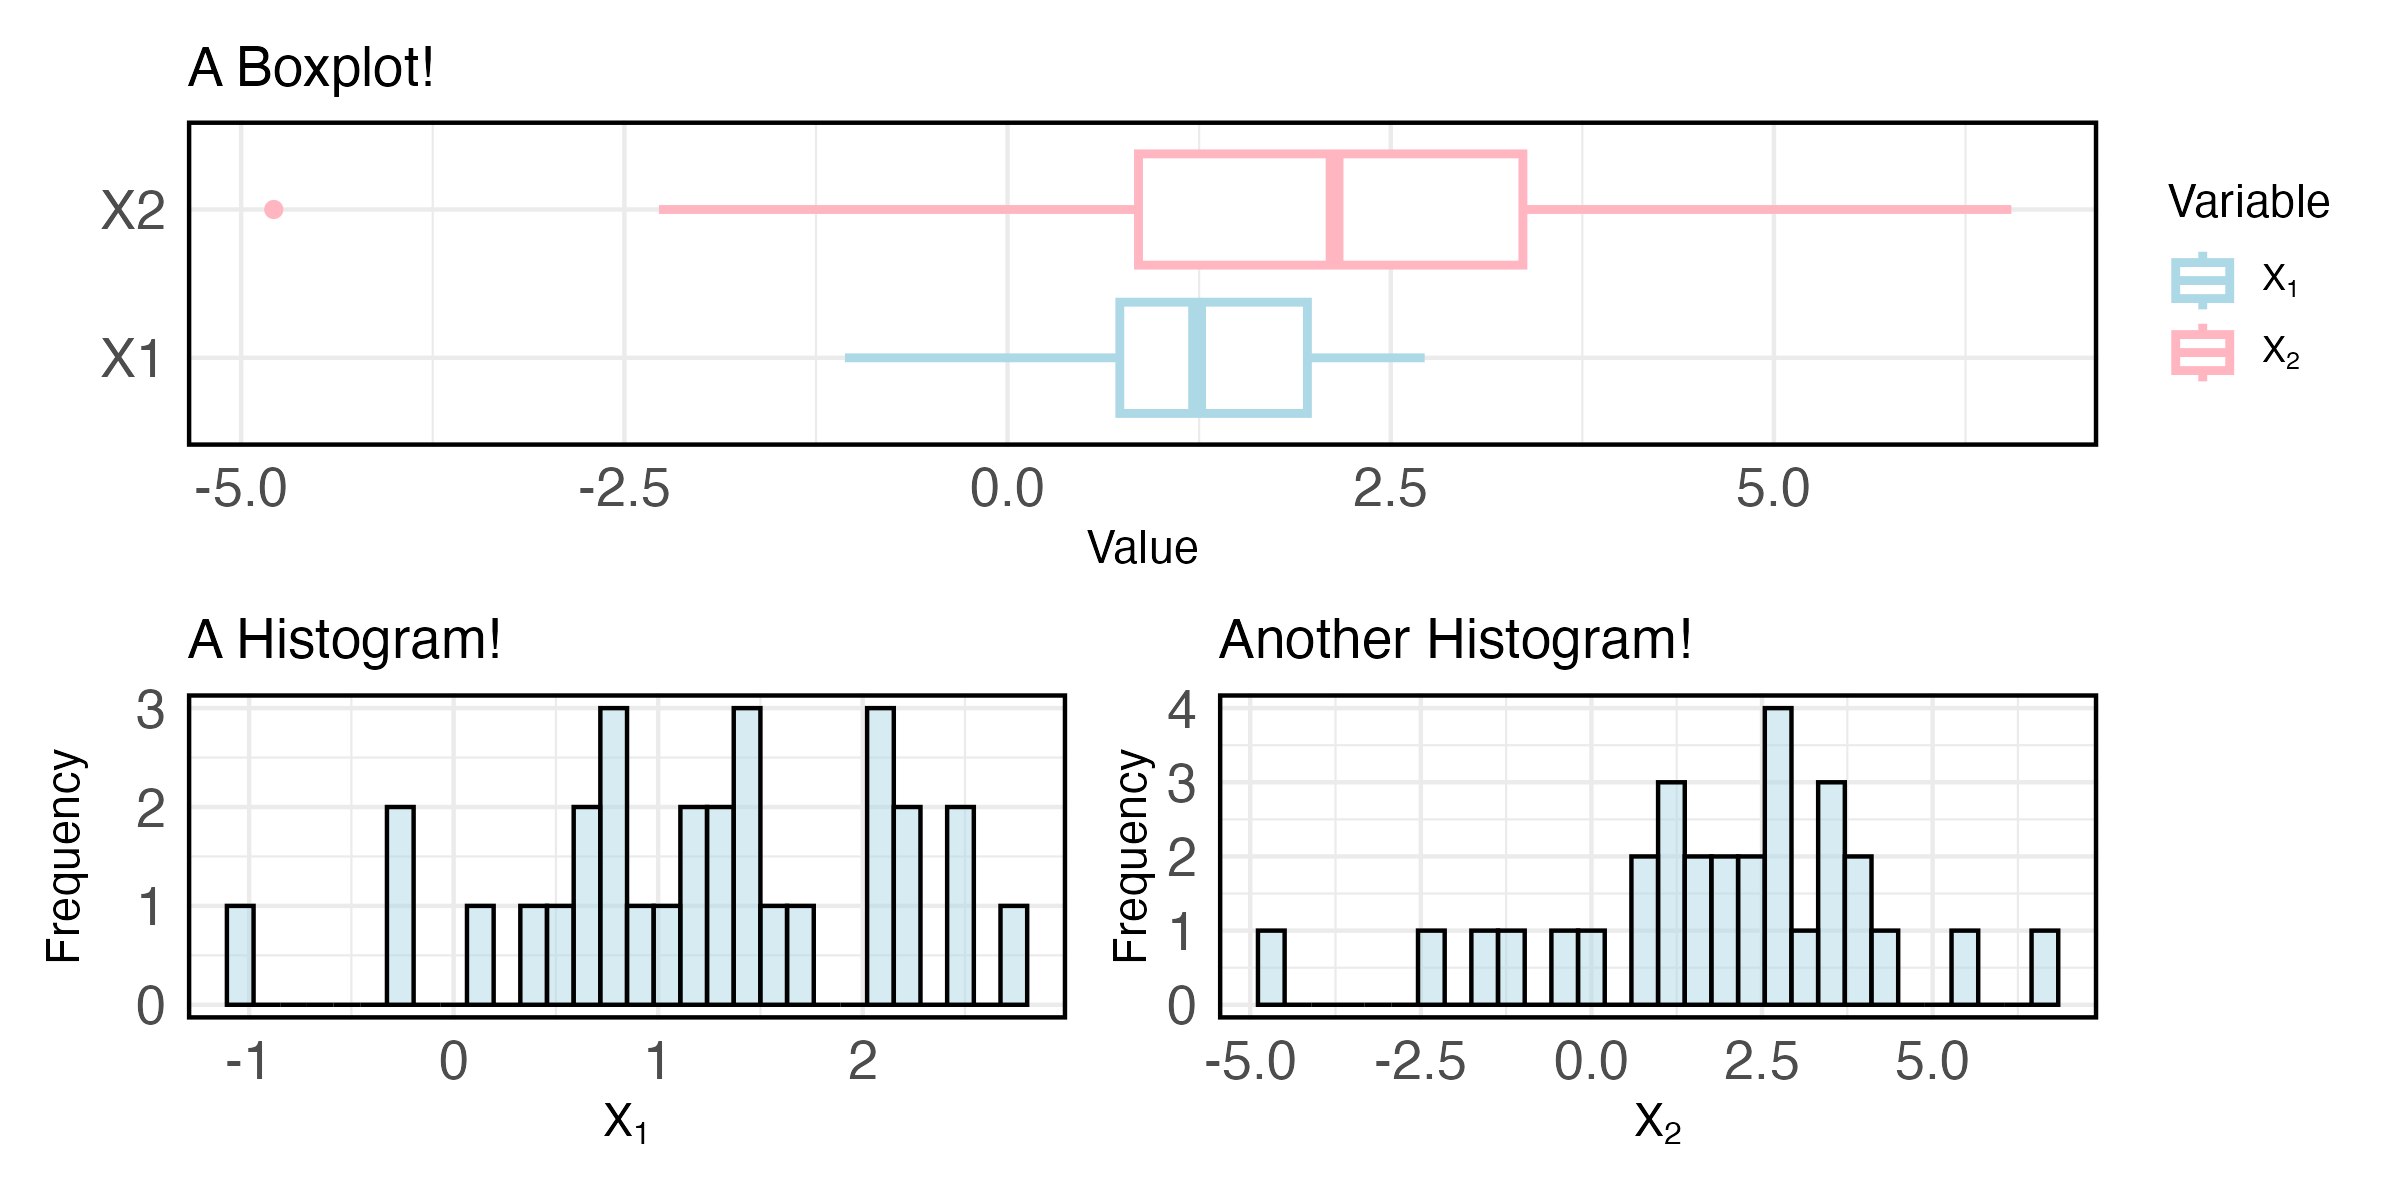 A Boxplot!
X2
X1
-5.0 -2.5 0.0 2.5 5.0
Value
Variable
X₁
X₂
A Histogram!
3
2
1
0
Frequency
-1 0 1 2
X₁
Another Histogram!
4
3
2
1
0
Frequency
-5.0 -2.5 0.0 2.5 5.0
X₂